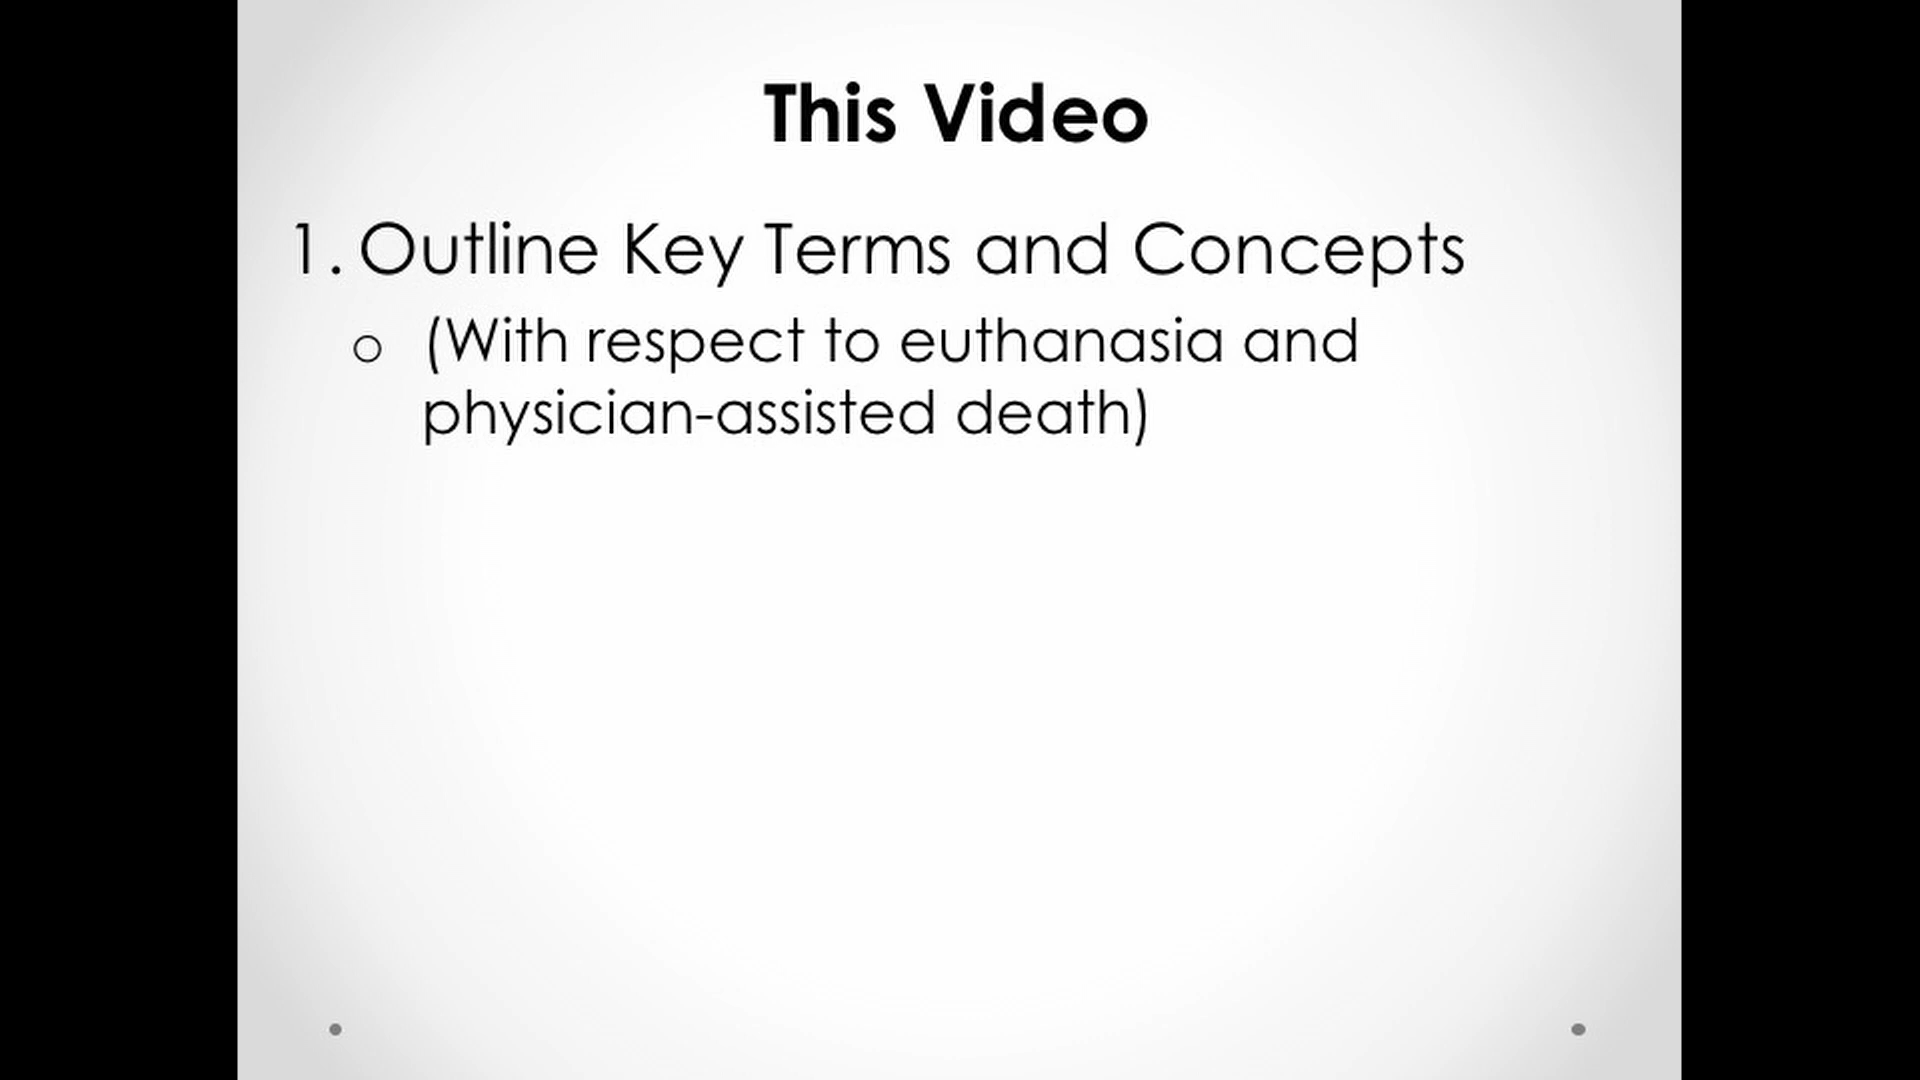 This Video
1. Outline Key Terms and Concepts
o (With respect to euthanasia and
physician-assisted death)